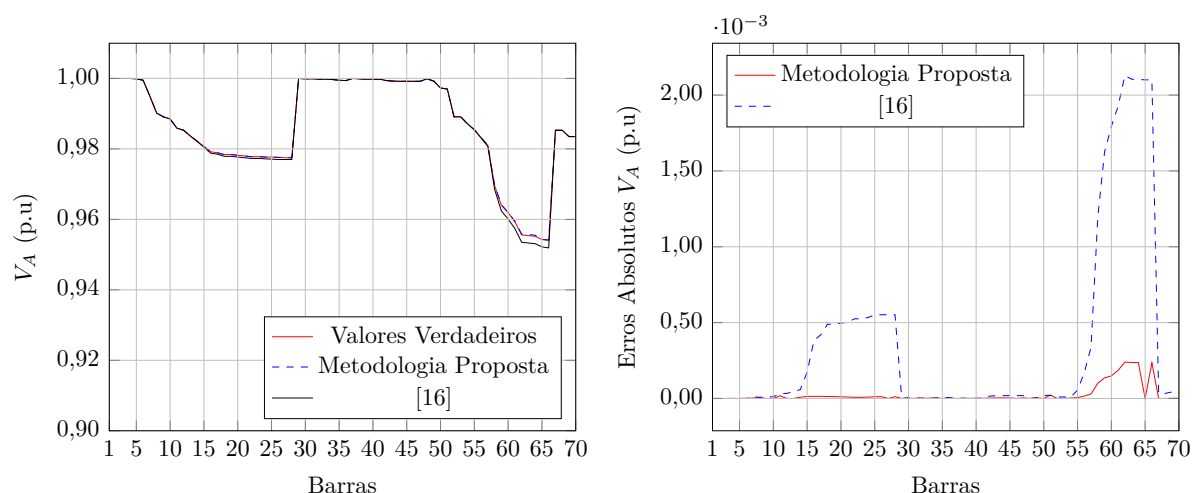 1,00
0,98
0,96
0,94
0,92
0,90
V_A (p.u)
1 5 10 15 20 25 30 35 40 45 50 55 60 65 70
Barras
Valores Verdadeiros
Metodologia Proposta
[16]
·10⁻³
2,00
1,50
1,00
0,50
0,00
Erros Absolutos V_A (p.u)
1 5 10 15 20 25 30 35 40 45 50 55 60 65 70
Barras
Metodologia Proposta
[16]